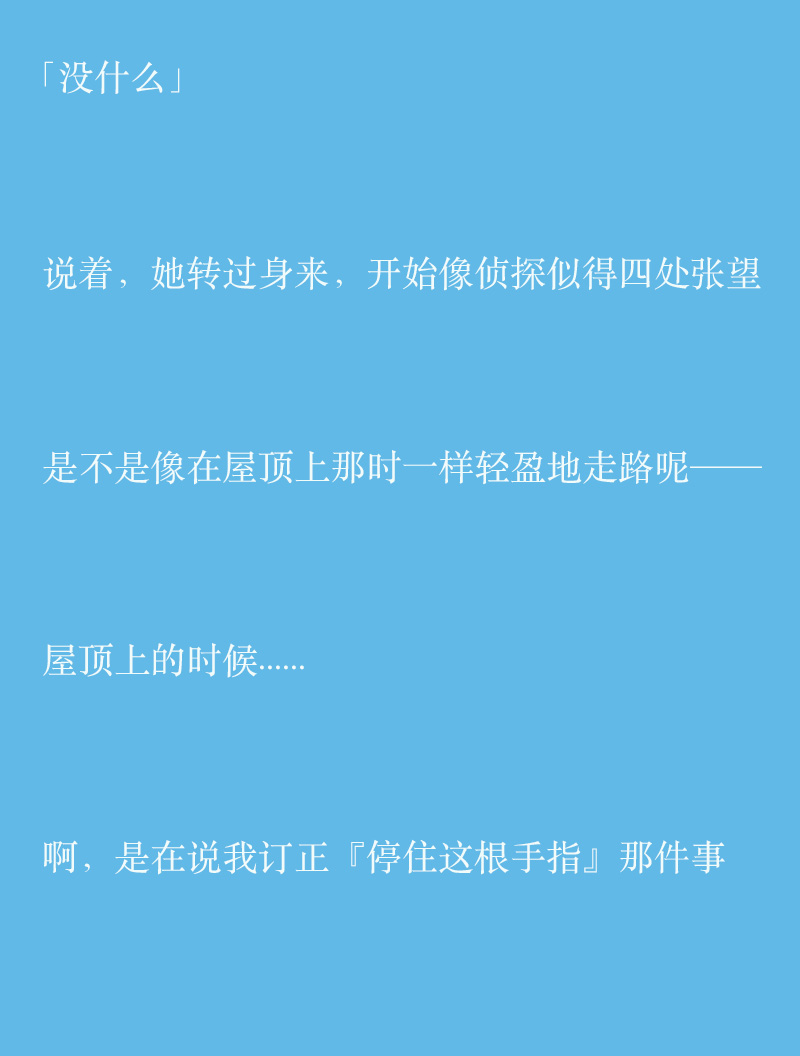 「没什么」
说着，她转过身来，开始像侦探似得四处张望
是不是像在屋顶上那时一样轻盈地走路呢——
屋顶上的时候......
啊，是在说我订正『停住这根手指』那件事